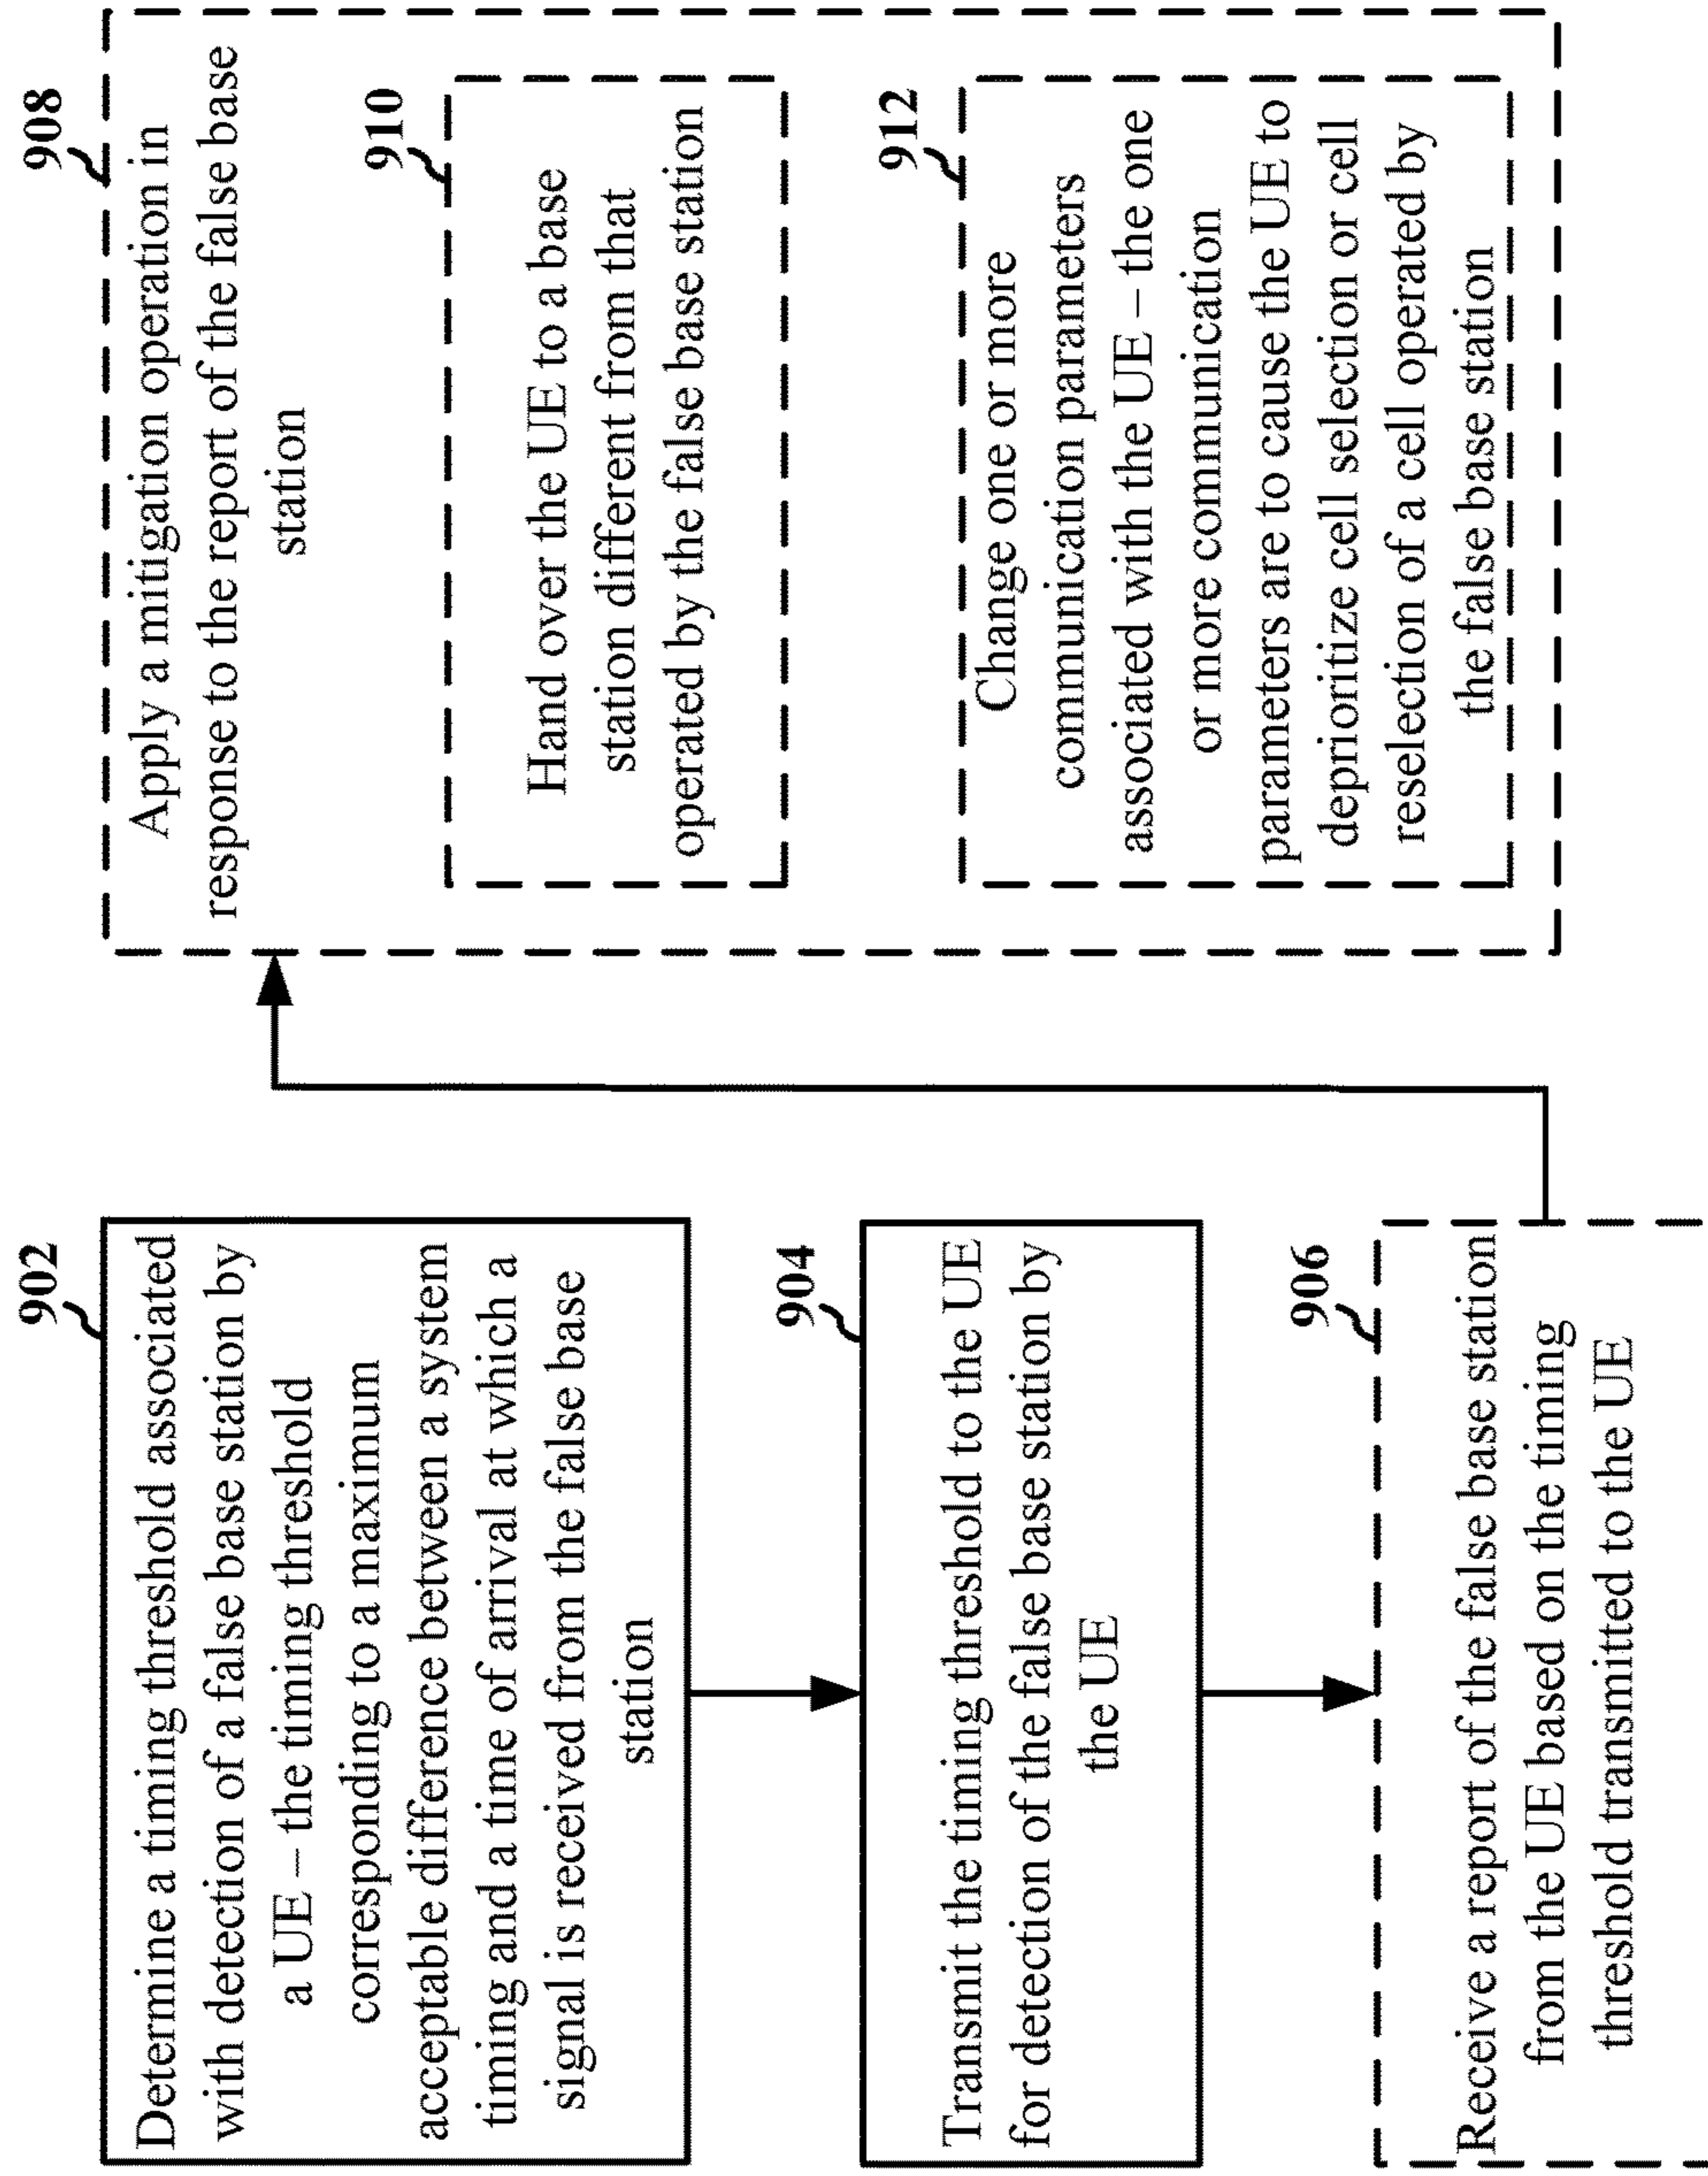 902
Determine a timing threshold associated
with detection of a false base station by
a UE – the timing threshold
corresponding to a maximum
acceptable difference between a system
timing and a time of arrival at which a
signal is received from the false base
station
904
Transmit the timing threshold to the UE
for detection of the false base station by
the UE
906
Receive a report of the false base station
from the UE based on the timing
threshold transmitted to the UE
908
Apply a mitigation operation in
response to the report of the false base
station
910
Hand over the UE to a base
station different from that
operated by the false base station
912
Change one or more
communication parameters
associated with the UE – the one
or more communication
parameters are to cause the UE to
deprioritize cell selection or cell
reselection of a cell operated by
the false base station